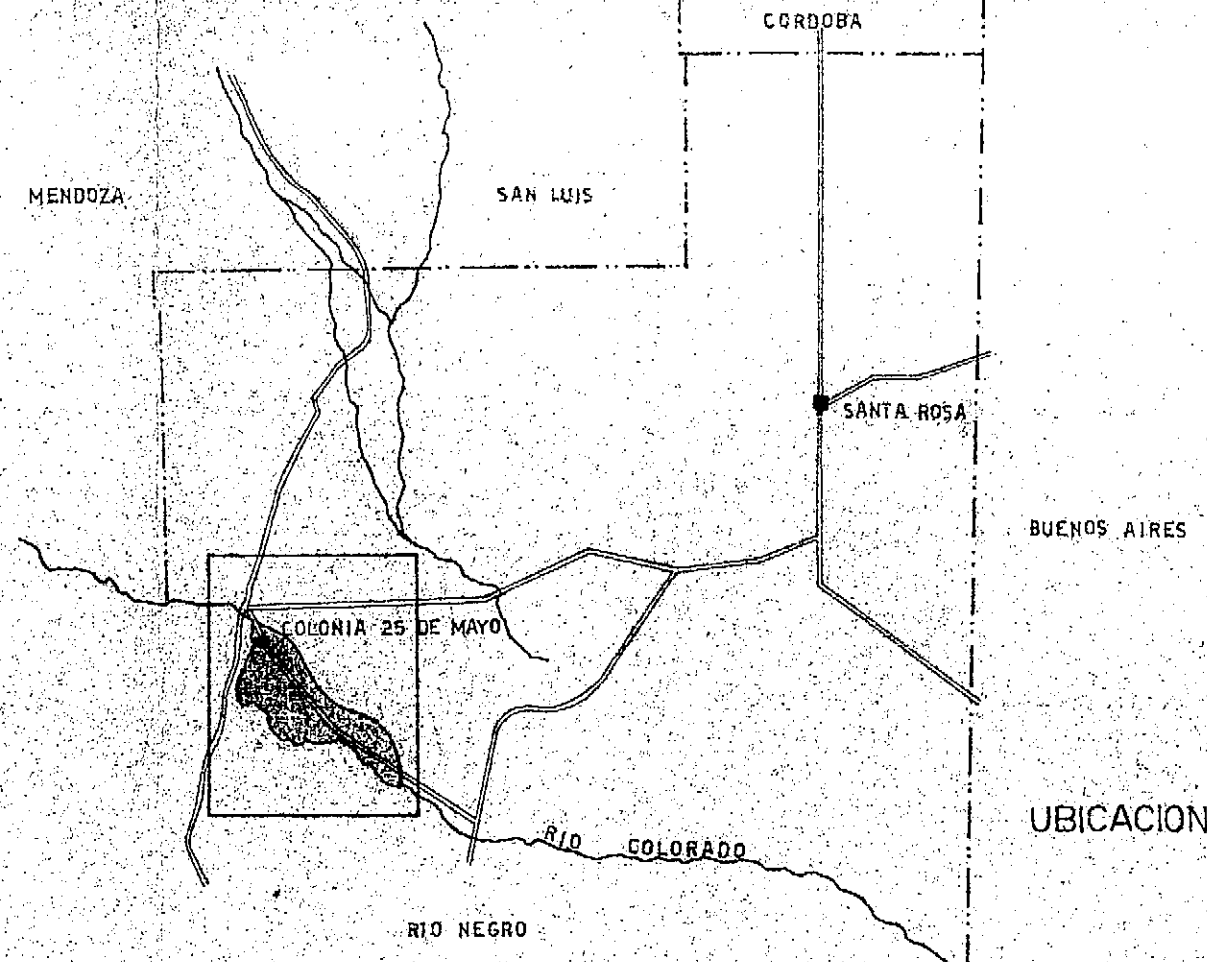 CORDOBA
MENDOZA
SAN LUIS
SANTA ROSA
BUENOS AIRES
COLONIA 25 DE MAYO
UBICACION
RIO COLORADO
RIO NEGRO